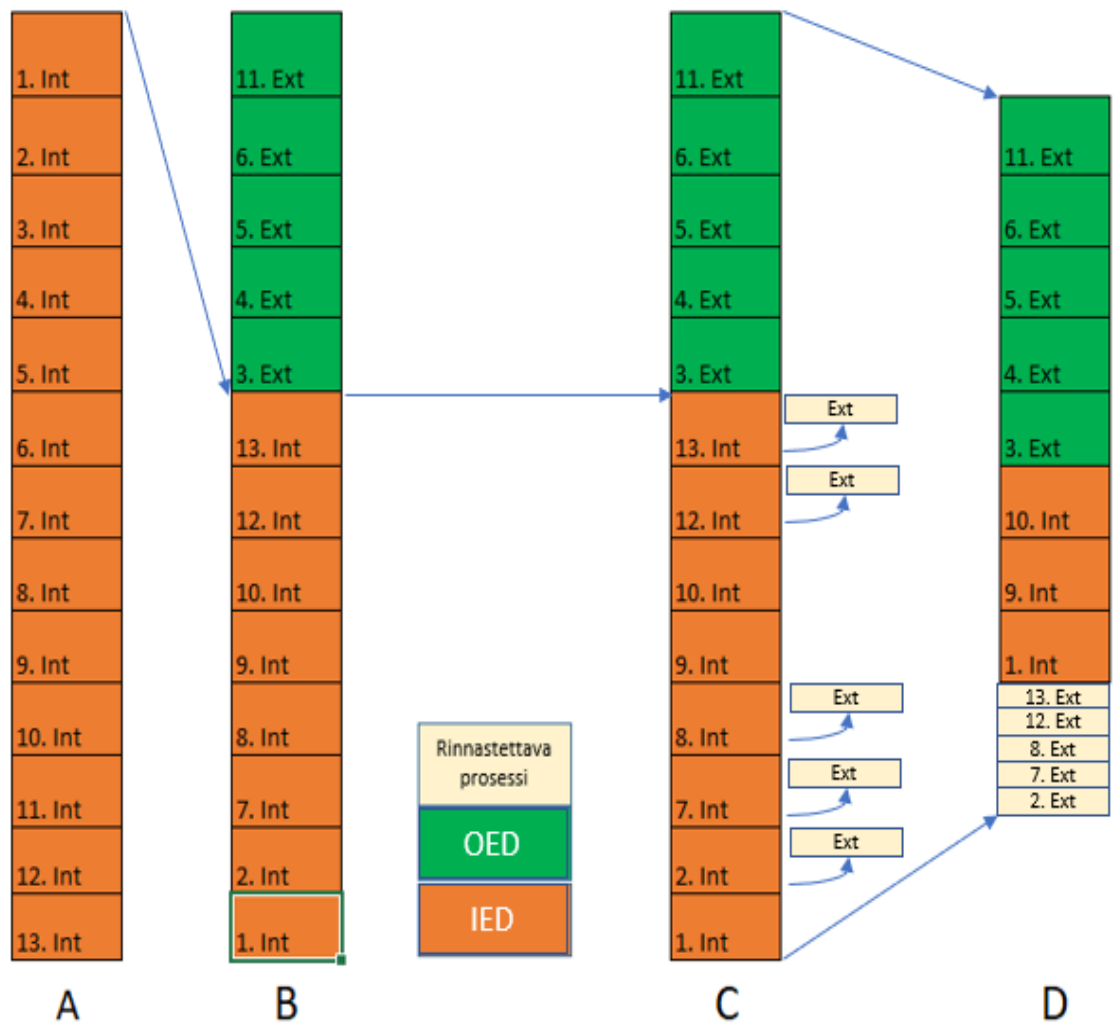 1. Int
2. Int
3. Int
4. Int
5. Int
6. Int
7. Int
8. Int
9. Int
10. Int
11. Int
12. Int
13. Int
A
11. Ext
6. Ext
5. Ext
4. Ext
3. Ext
13. Int
12. Int
10. Int
9. Int
8. Int
7. Int
2. Int
1. Int
B
Rinnastettava
prosessi
OED
IED
11. Ext
6. Ext
5. Ext
4. Ext
3. Ext
13. Int
12. Int
10. Int
9. Int
8. Int
7. Int
2. Int
1. Int
C
Ext
Ext
Ext
Ext
Ext
11. Ext
6. Ext
5. Ext
4. Ext
3. Ext
10. Int
9. Int
1. Int
13. Ext
12. Ext
8. Ext
7. Ext
2. Ext
D